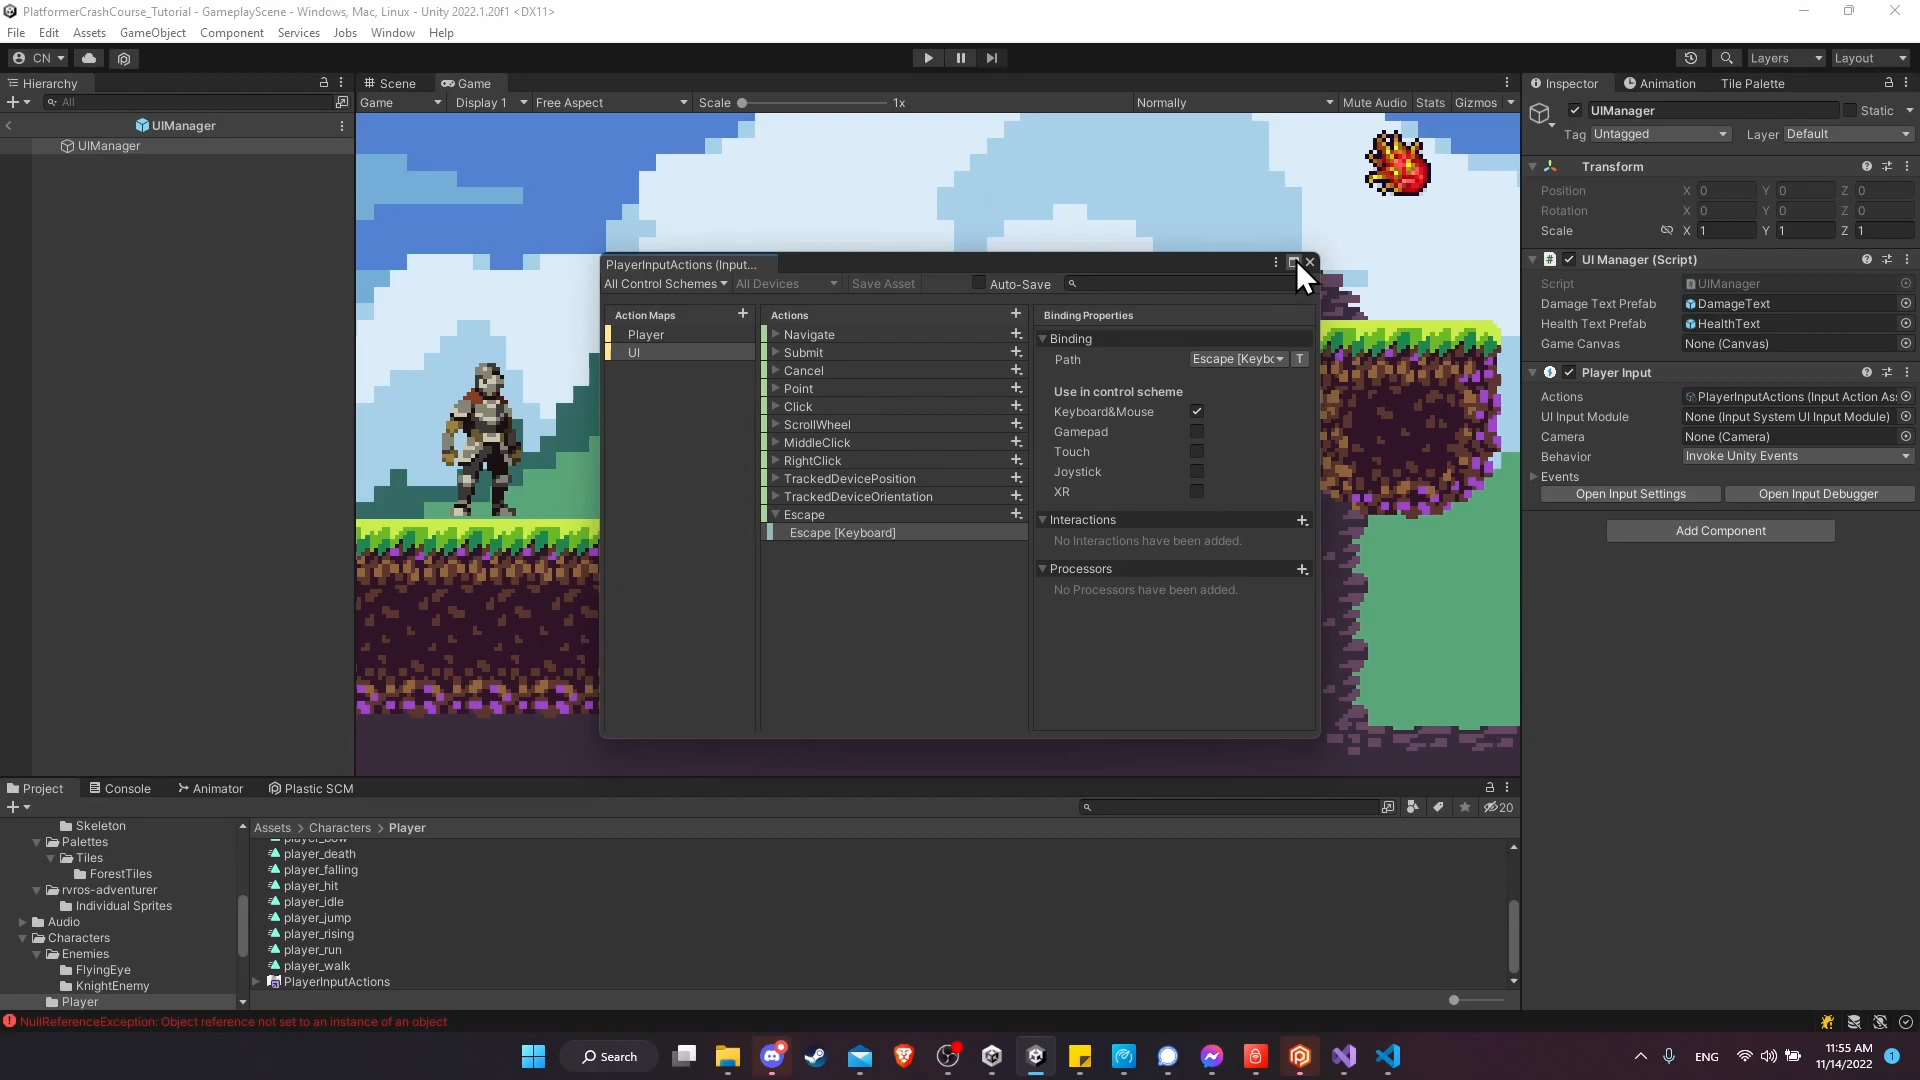 PlatformerCrashCourse_Tutorial - GameplayScene - Windows, Mac, Linux - Unity 2022.1.20f1 <DX11>
File Edit Assets GameObject Component Services Jobs Window Help
CN Layers Layout
Hierarchy
All
UIManager
UIManager
Scene Game
Game Display 1 Free Aspect Scale 1x Normally Mute Audio Stats Gizmos
PlayerInputActions (Input...
All Control Schemes All Devices Save Asset Auto-Save
Action Maps
Player
UI
Actions
Navigate
Submit
Cancel
Point
Click
ScrollWheel
MiddleClick
RightClick
TrackedDevicePosition
TrackedDeviceOrientation
Escape
Escape [Keyboard]
Binding Properties
Binding
Path Escape [Keybc T
Use in control scheme
Keyboard&Mouse
Gamepad
Touch
Joystick
XR
Interactions
No Interactions have been added.
Processors
No Processors have been added.
Inspector Animation Tile Palette
UIManager Static
Tag Untagged Layer Default
Transform
Position X 0 Y 0 Z 0
Rotation X 0 Y 0 Z 0
Scale X 1 Y 1 Z 1
UI Manager (Script)
Script UIManager
Damage Text Prefab DamageText
Health Text Prefab HealthText
Game Canvas None (Canvas)
Player Input
Actions PlayerInputActions (Input Action As
UI Input Module None (Input System UI Input Module)
Camera None (Camera)
Behavior Invoke Unity Events
Events
Open Input Settings Open Input Debugger
Add Component
Project Console Animator Plastic SCM
20
Skeleton
Palettes
Tiles
ForestTiles
rvros-adventurer
Individual Sprites
Audio
Characters
Enemies
FlyingEye
KnightEnemy
Player
Assets > Characters > Player
player_bow
player_death
player_falling
player_hit
player_idle
player_jump
player_rising
player_run
player_walk
PlayerInputActions
NullReferenceException: Object reference not set to an instance of an object
Search
ENG
11:55 AM
11/14/2022
1